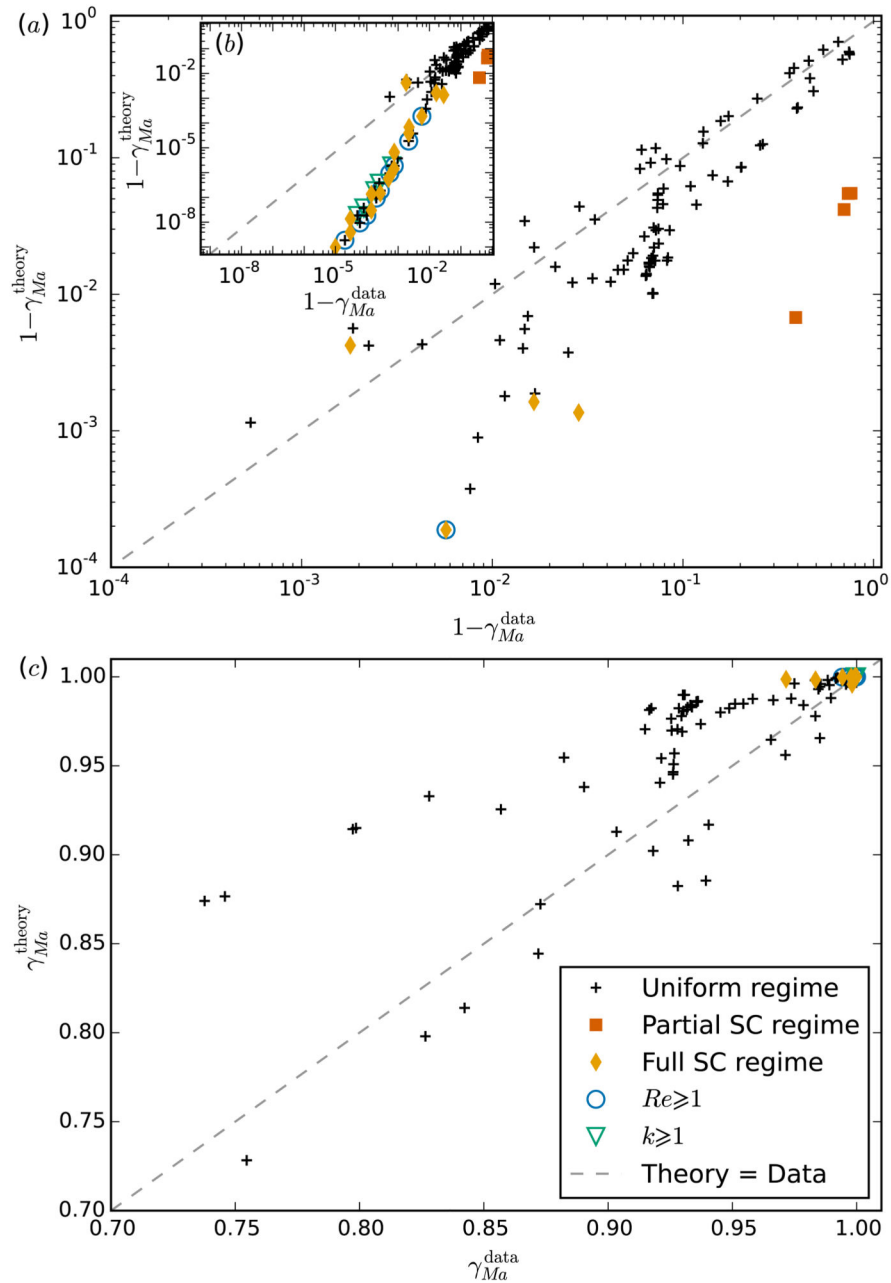 (a)
10^0
10^-1
10^-2
10^-3
10^-4
1−γ_Ma^theory
(b)
10^-2
10^-5
10^-8
1−γ_Ma^theory
10^-8 10^-5 10^-2
1−γ_Ma^data
10^-4 10^-3 10^-2 10^-1 10^0
1−γ_Ma^data
(c)
1.00
0.95
0.90
0.85
0.80
0.75
0.70
γ_Ma^theory
Uniform regime
Partial SC regime
Full SC regime
Re⩾1
k⩾1
Theory = Data
0.70 0.75 0.80 0.85 0.90 0.95 1.00
γ_Ma^data